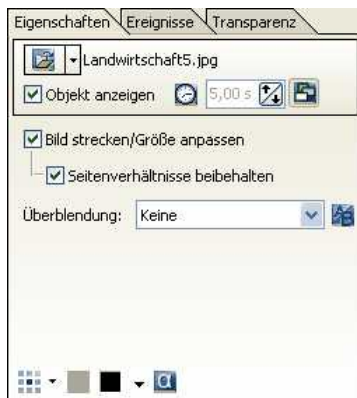 Eigenschaften Ereignisse Transparenz
Landwirtschaft5.jpg
Objekt anzeigen 5,00 s
Bild strecken/Größe anpassen
Seitenverhältnisse beibehalten
Überblendung: Keine